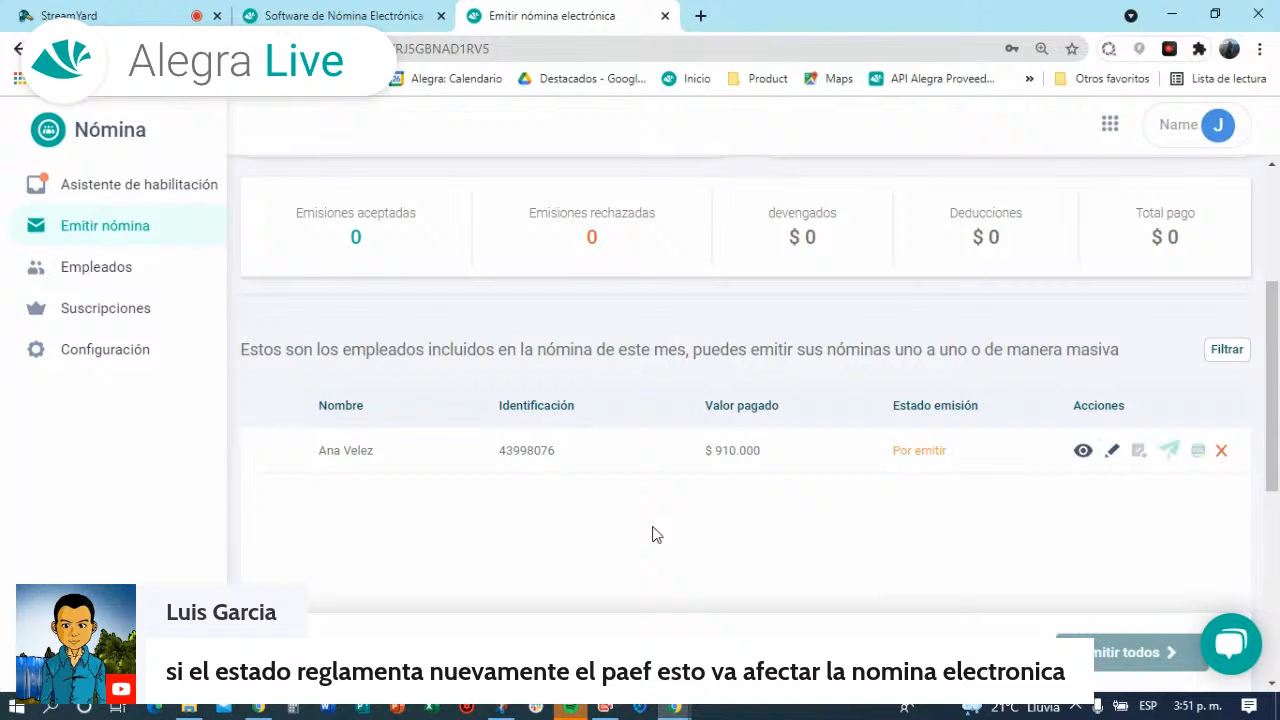 StreamYard
Software de Nómina Electrónica
Emitir nómina electrónica
Alegra Live
RJ5GBNAD1RV5
Alegra: Calendario
Destacados - Googl...
Inicio
Product
Maps
API Alegra Proveed...
»
Otros favoritos
Lista de lectura
Nómina
Name J
Asistente de habilitación
Emitir nómina
Empleados
Suscripciones
Configuración
Emisiones aceptadas
0
Emisiones rechazadas
0
devengados
$ 0
Deducciones
$ 0
Total pago
$ 0
Estos son los empleados incluidos en la nómina de este mes, puedes emitir sus nóminas uno a uno o de manera masiva
Filtrar
Nombre Identificación Valor pagado Estado emisión Acciones
Ana Velez 43998076 $ 910.000 Por emitir
Luis Garcia
mitir todos
si el estado reglamenta nuevamente el paef esto va afectar la nomina electronica
21°C Lluvia
ESP 3:51 p. m.